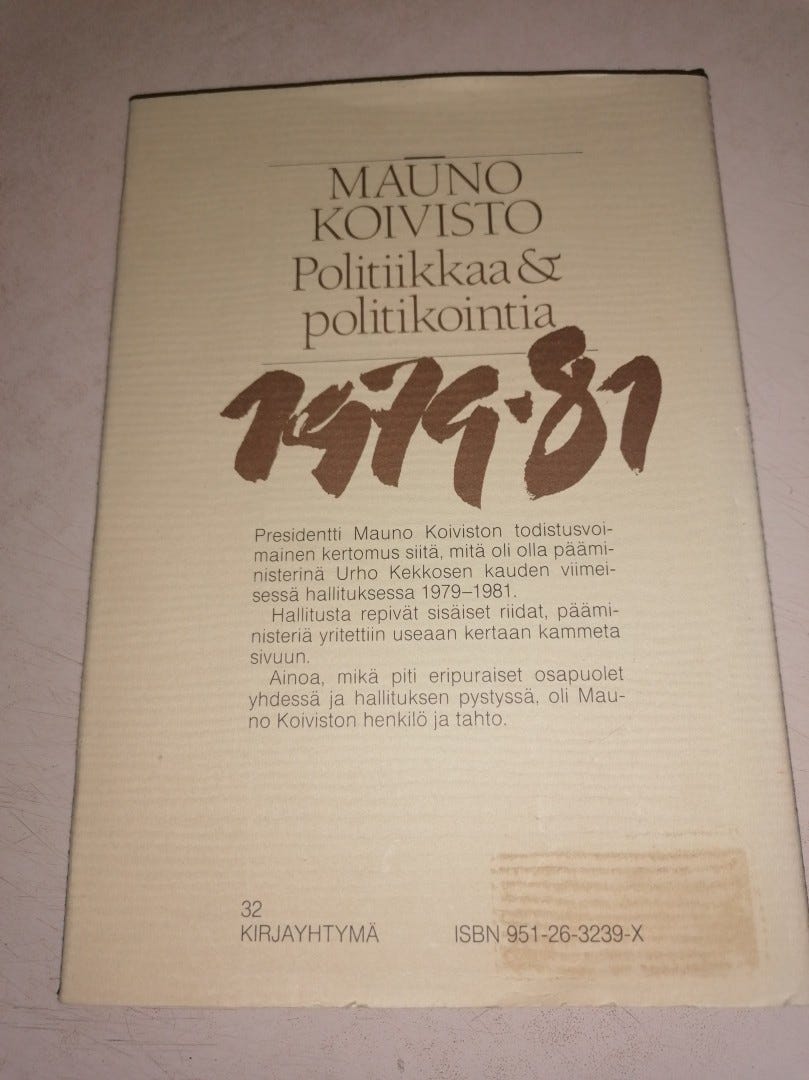 MAUNO
KOIVISTO
Politiikkaa &
politikointia
1979-81
Presidentti Mauno Koiviston todistusvoi-
mainen kertomus siitä, mitä oli olla päämi-
nisterinä Urho Kekkosen kauden viimei-
sessä hallituksessa 1979–1981.
Hallitusta repivät sisäiset riidat, päämi-
nisteriä yritettiin useaan kertaan kammeta
sivuun.
Ainoa, mikä piti eripuraiset osapuolet
yhdessä ja hallituksen pystyssä, oli Mau-
no Koiviston henkilö ja tahto.
32
KIRJAYHTYMÄ ISBN 951-26-3239-X